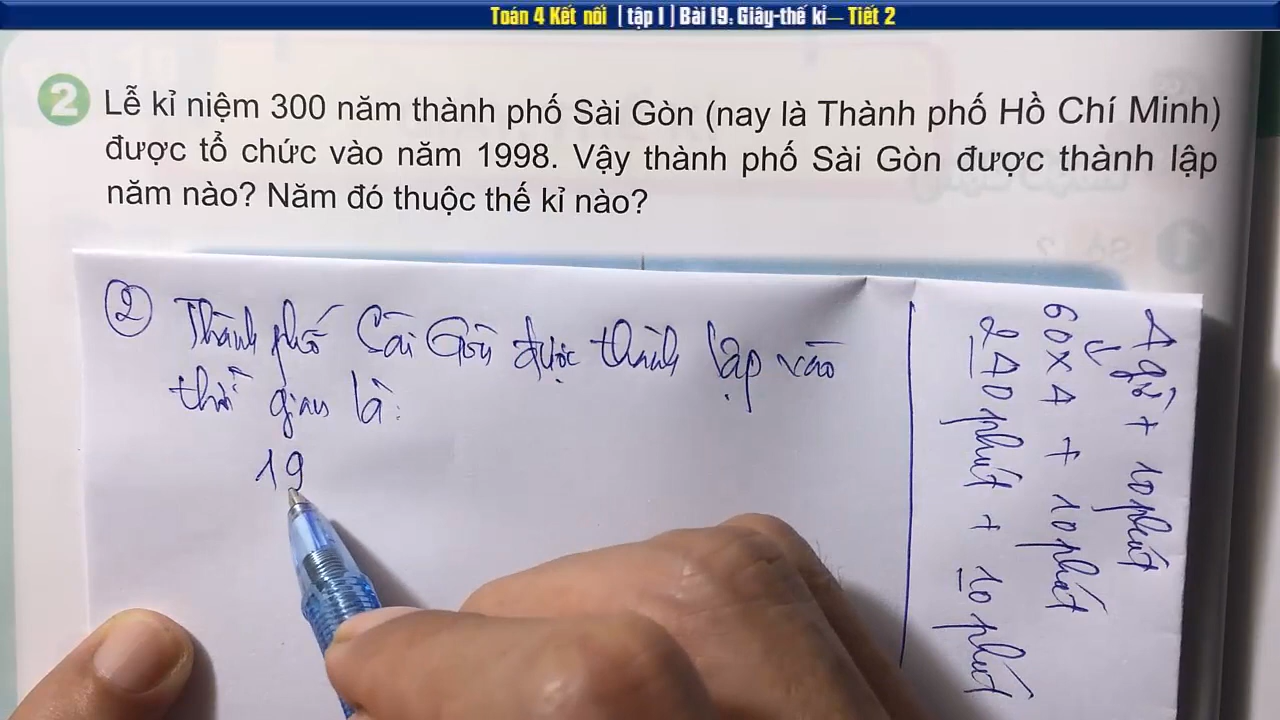 Toán 4 Kết nối ( tập 1 ) Bài 19: Giây-thế kỉ— Tiết 2
2 Lễ kỉ niệm 300 năm thành phố Sài Gòn (nay là Thành phố Hồ Chí Minh)
được tổ chức vào năm 1998. Vậy thành phố Sài Gòn được thành lập
năm nào? Năm đó thuộc thế kỉ nào?
2 Thành phố Sài Gòn được thành lập vào
thời gian là:
19
4 giờ + 10 phút
60 x 4 + 10 phút
240 phút + 10 phút